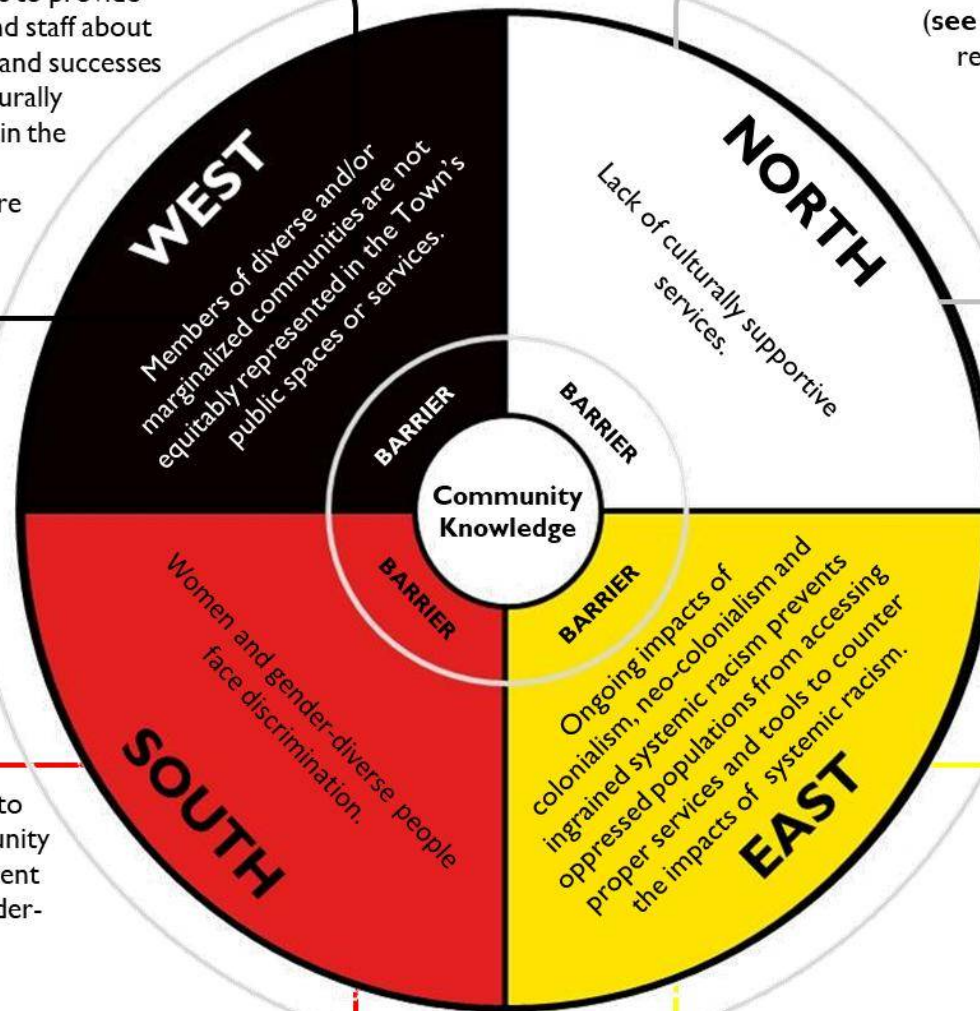 to provide
nd staff about
and successes
urally
in the
re
(see
re
WEST
Members of diverse and/or
marginalized communities are not
equitably represented in the Town's
public spaces or services.
BARRIER
NORTH
Lack of culturally supportive
services.
BARRIER
Community
Knowledge
BARRIER
Women and gender-diverse people
face discrimination.
SOUTH
BARRIER
Ongoing impacts of
colonialism, neo-colonialism and
ingrained systemic racism prevents
oppressed populations from accessing
proper services and tools to counter
the impacts of systemic racism.
EAST
to
unity
ent
der-